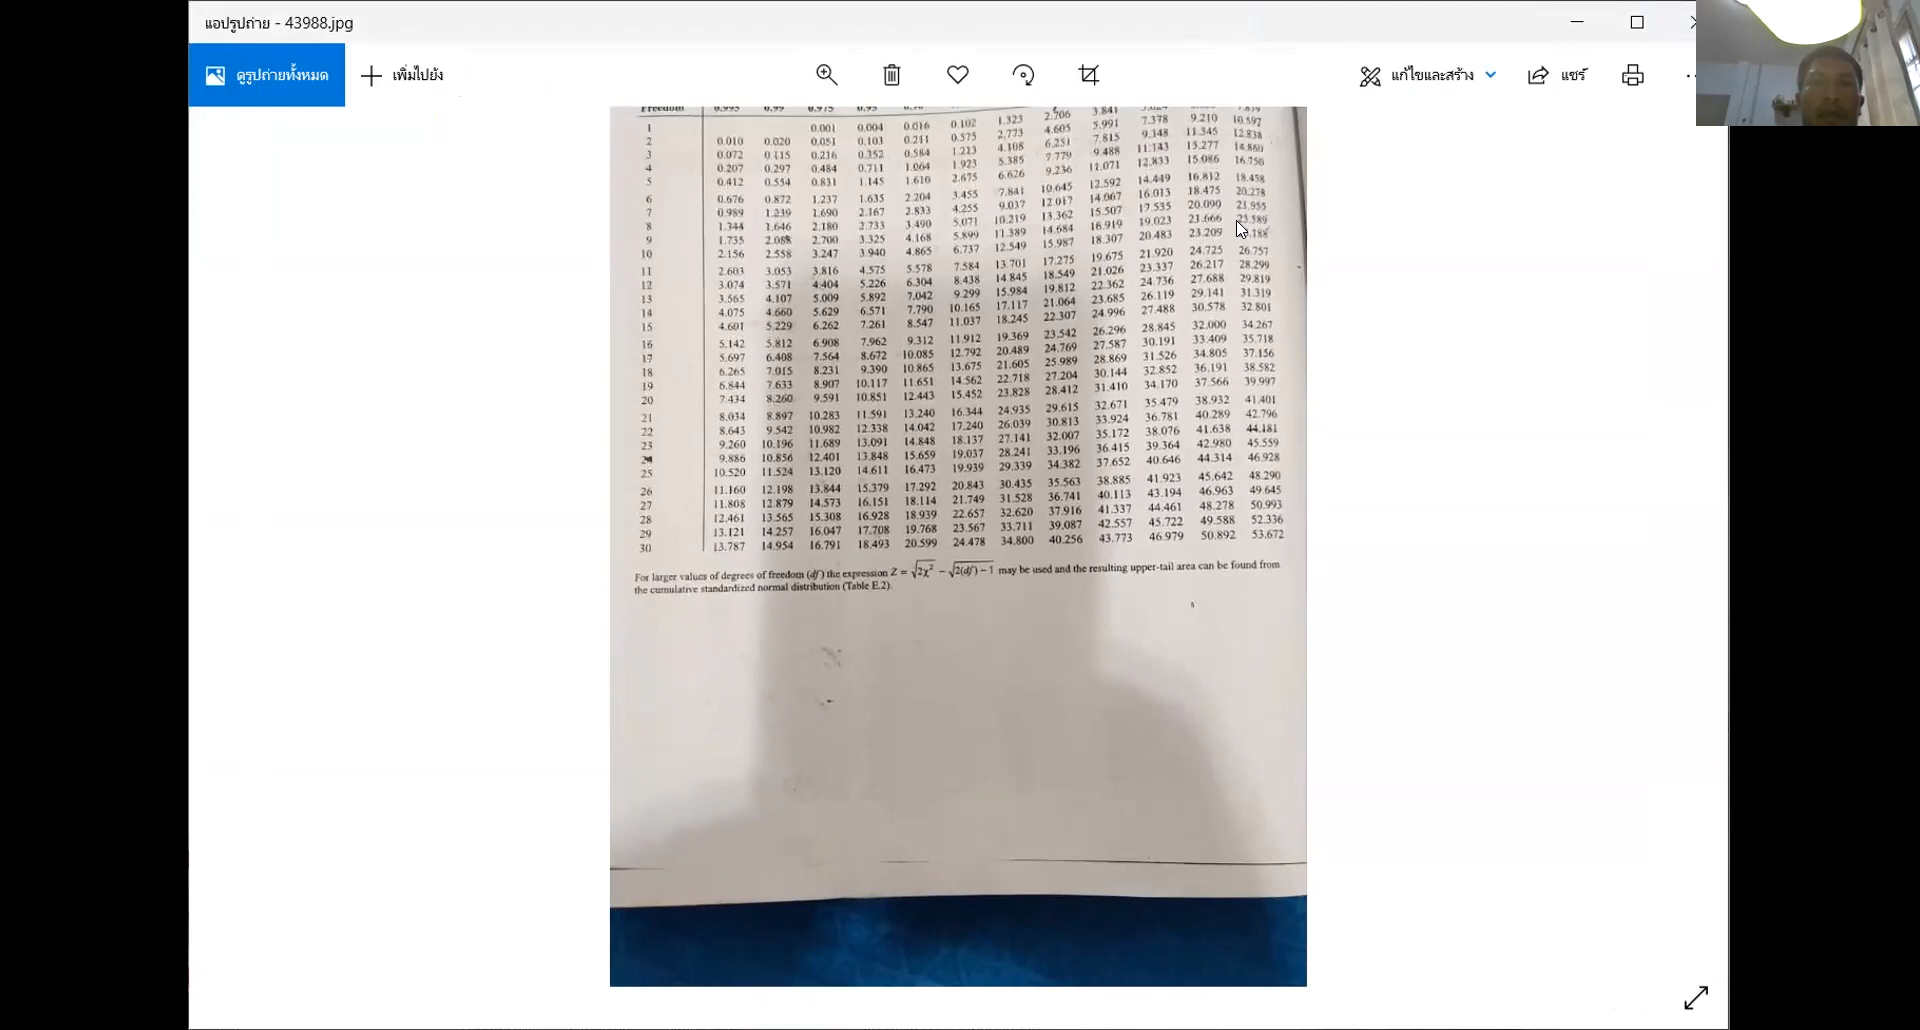 แอปรูปถ่าย - 43988.jpg
ดูรูปถ่ายทั้งหมด เพิ่มไปยัง แก้ไขและสร้าง แชร์
Freedom 0.995 0.99 0.975 0.95
1 0.001 0.004 0.016 0.102 1.323 2.706 3.841 7.879
2 0.010 0.020 0.051 0.103 0.211 0.575 2.773 4.605 5.991 7.378 9.210 10.597
3 0.072 0.115 0.216 0.352 0.584 1.213 4.108 6.251 7.815 9.348 11.345 12.838
4 0.207 0.297 0.484 0.711 1.064 1.923 5.385 7.779 9.488 11.143 13.277 14.860
5 0.412 0.554 0.831 1.145 1.610 2.675 6.626 9.236 11.071 12.833 15.086 16.750
6 0.676 0.872 1.237 1.635 2.204 3.455 7.841 10.645 12.592 14.449 16.812 18.458
7 0.989 1.239 1.690 2.167 2.833 4.255 9.037 12.017 14.067 16.013 18.475 20.278
8 1.344 1.646 2.180 2.733 3.490 5.071 10.219 13.362 15.507 17.535 20.090 21.955
9 1.735 2.088 2.700 3.325 4.168 5.899 11.389 14.684 16.919 19.023 21.666 23.589
10 2.156 2.558 3.247 3.940 4.865 6.737 12.549 15.987 18.307 20.483 23.209
11 2.603 3.053 3.816 4.575 5.578 7.584 13.701 17.275 19.675 21.920 24.725 26.757
12 3.074 3.571 4.404 5.226 6.304 8.438 14.845 18.549 21.026 23.337 26.217 28.299
13 3.565 4.107 5.009 5.892 7.042 9.299 15.984 19.812 22.362 24.736 27.688 29.819
14 4.075 4.660 5.629 6.571 7.790 10.165 17.117 21.064 23.685 26.119 29.141 31.319
15 4.601 5.229 6.262 7.261 8.547 11.037 18.245 22.307 24.996 27.488 30.578 32.801
16 5.142 5.812 6.908 7.962 9.312 11.912 19.369 23.542 26.296 28.845 32.000 34.267
17 5.697 6.408 7.564 8.672 10.085 12.792 20.489 24.769 27.587 30.191 33.409 35.718
18 6.265 7.015 8.231 9.390 10.865 13.675 21.605 25.989 28.869 31.526 34.805 37.156
19 6.844 7.633 8.907 10.117 11.651 14.562 22.718 27.204 30.144 32.852 36.191 38.582
20 7.434 8.260 9.591 10.851 12.443 15.452 23.828 28.412 31.410 34.170 37.566 39.997
21 8.034 8.897 10.283 11.591 13.240 16.344 24.935 29.615 32.671 35.479 38.932 41.401
22 8.643 9.542 10.982 12.338 14.042 17.240 26.039 30.813 33.924 36.781 40.289 42.796
23 9.260 10.196 11.689 13.091 14.848 18.137 27.141 32.007 35.172 38.076 41.638 44.181
24 9.886 10.856 12.401 13.848 15.659 19.037 28.241 33.196 36.415 39.364 42.980 45.559
25 10.520 11.524 13.120 14.611 16.473 19.939 29.339 34.382 37.652 40.646 44.314 46.928
26 11.160 12.198 13.844 15.379 17.292 20.843 30.435 35.563 38.885 41.923 45.642 48.290
27 11.808 12.879 14.573 16.151 18.114 21.749 31.528 36.741 40.113 43.194 46.963 49.645
28 12.461 13.565 15.308 16.928 18.939 22.657 32.620 37.916 41.337 44.461 48.278 50.993
29 13.121 14.257 16.047 17.708 19.768 23.567 33.711 39.087 42.557 45.722 49.588 52.336
30 13.787 14.954 16.791 18.493 20.599 24.478 34.800 40.256 43.773 46.979 50.892 53.672
For larger values of degrees of freedom (df) the expression Z = √2χ² − √2(df) − 1 may be used and the resulting upper-tail area can be found from
the cumulative standardized normal distribution (Table E.2).